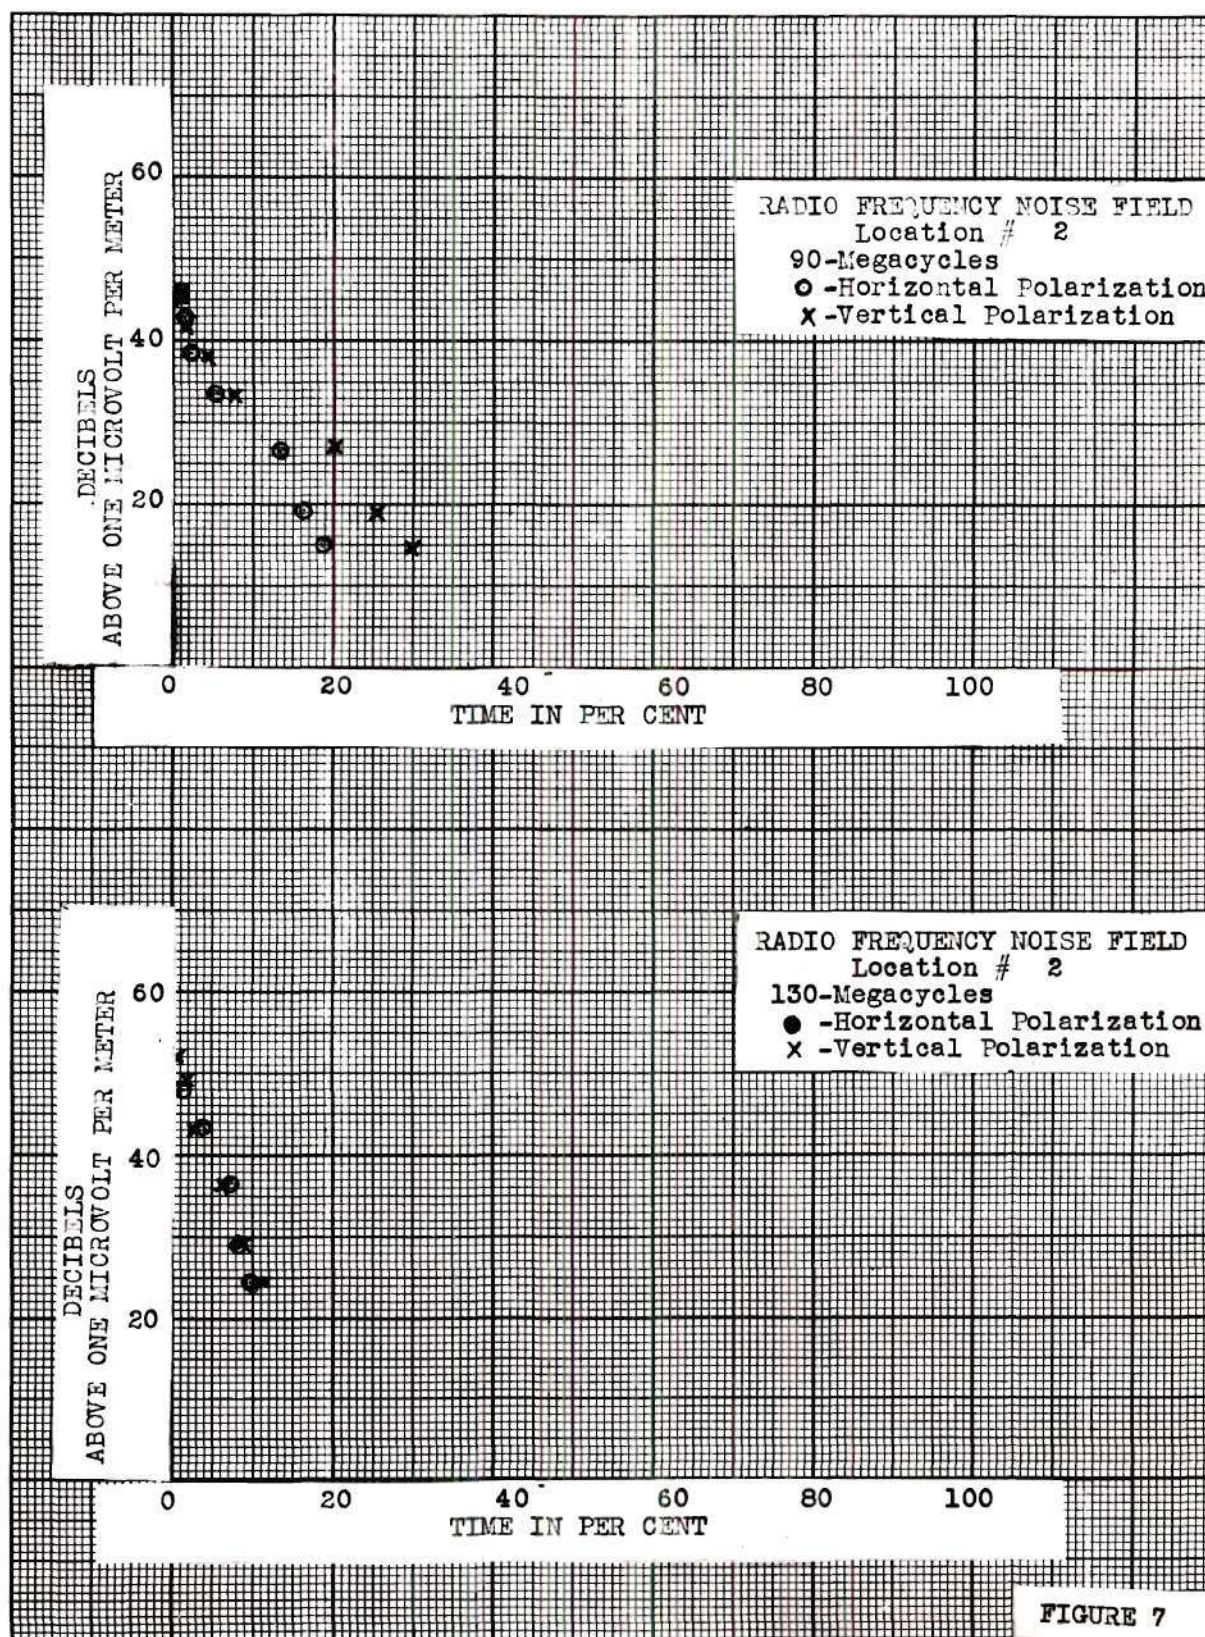 60
40
20
.DECIBELS
ABOVE ONE MICROVOLT PER METER
RADIO FREQUENCY NOISE FIELD
Location # 2
90-Megacycles
o -Horizontal Polarization
x -Vertical Polarization
0 20 40 60 80 100
TIME IN PER CENT
60
40
20
DECIBELS
ABOVE ONE MICROVOLT PER METER
RADIO FREQUENCY NOISE FIELD
Location # 2
130-Megacycles
● -Horizontal Polarization
x -Vertical Polarization
0 20 40 60 80 100
TIME IN PER CENT
FIGURE 7